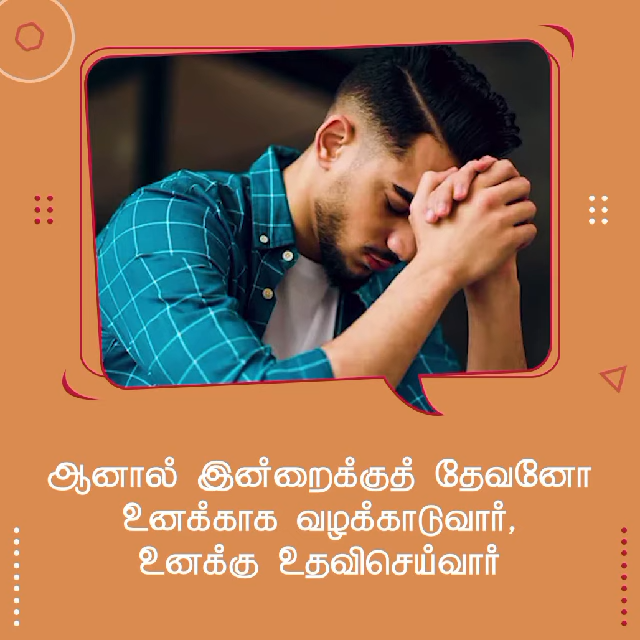 ஆனால் இன்றைக்குத் தேவனோ
உனக்காக வழக்காடுவார்,
உனக்கு உதவிசெய்வார்